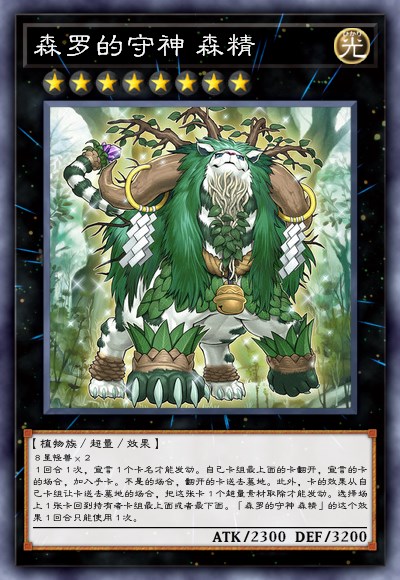 森罗的守神 森精
光
【植物族／超量／效果】
８星怪兽×２
１回合１次，宣言１个卡名才能发动。自己卡组最上面的卡翻开，宣言的卡
的场合，加入手卡。不是的场合，翻开的卡送去墓地。此外，卡的效果从自
己卡组让卡送去墓地的场合，把这张卡１个超量素材取除才能发动。选择场
上１张卡回到持有者卡组最上面或者最下面。「森罗的守神 森精」的这个效
果１回合只能使用１次。
ATK/2300 DEF/3200